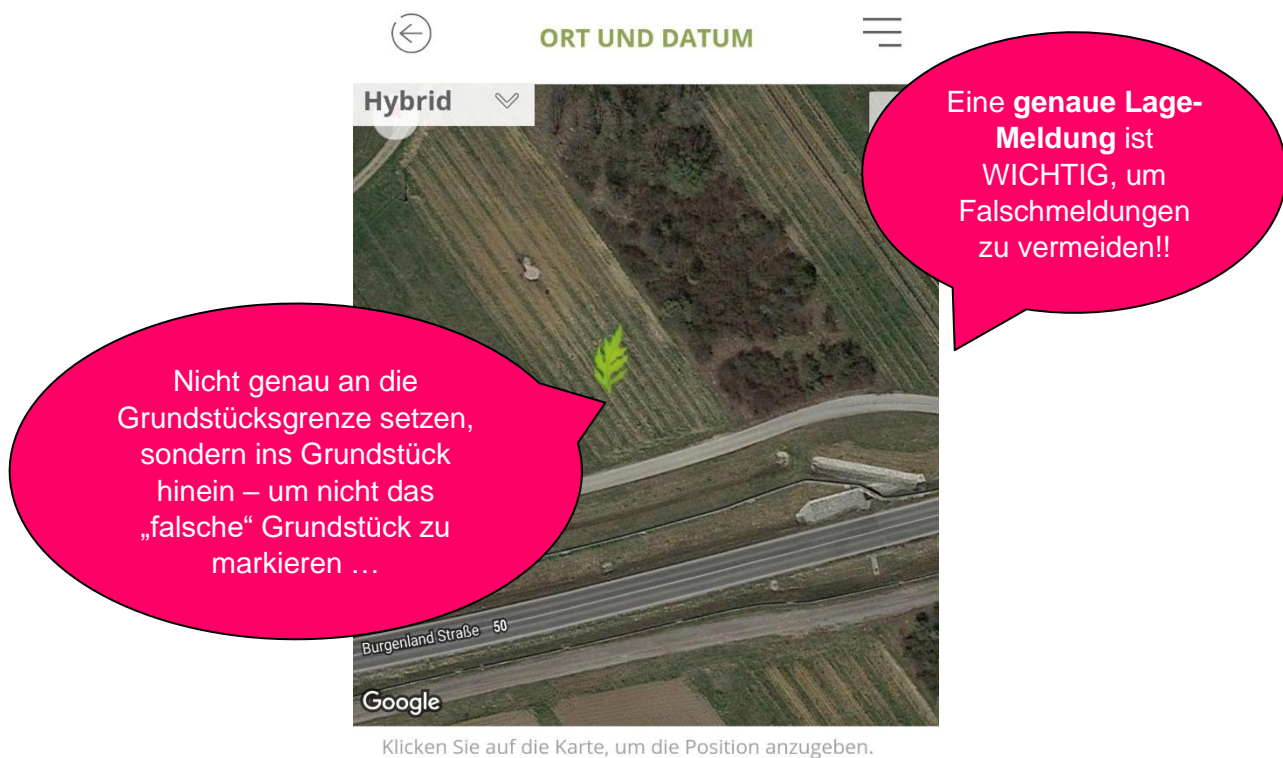 ORT UND DATUM
Hybrid
Eine genaue Lage-
Meldung ist
WICHTIG, um
Falschmeldungen
zu vermeiden!!
Nicht genau an die
Grundstücksgrenze setzen,
sondern ins Grundstück
hinein – um nicht das
„falsche“ Grundstück zu
markieren …
Burgenland Straße 50
Google
Klicken Sie auf die Karte, um die Position anzugeben.